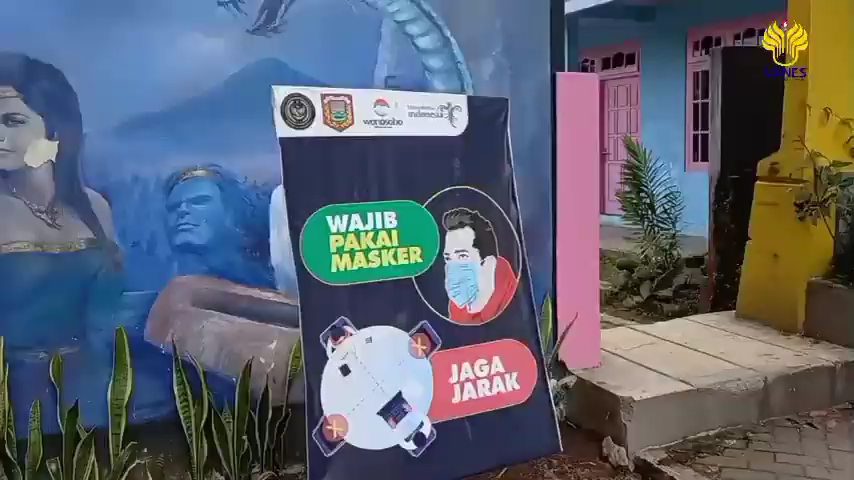 UNNES
wonosobo
indonesia
WAJIB
PAKAI
MASKER
JAGA
JARAK